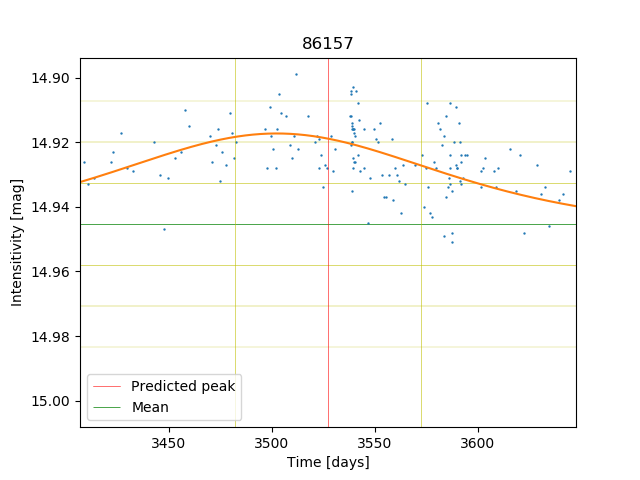 86157
14.90
14.92
14.94
14.96
14.98
15.00
Intensitivity [mag]
Predicted peak
Mean
3450
3500
3550
3600
Time [days]